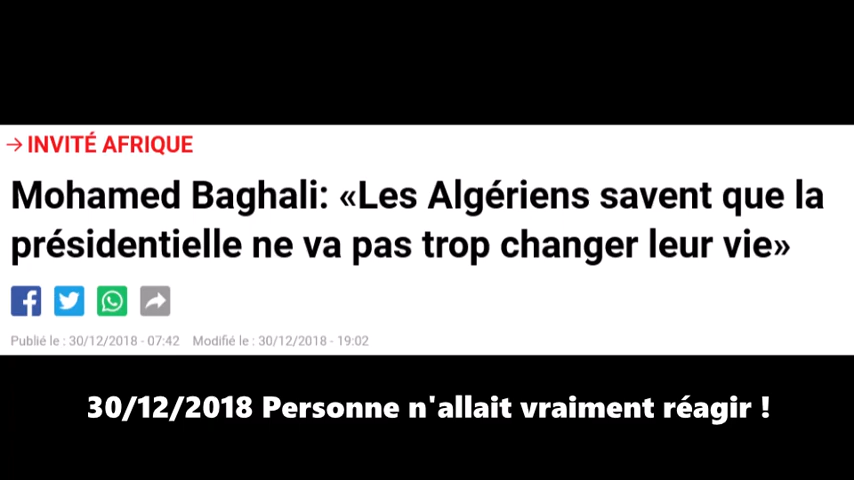 → INVITÉ AFRIQUE
Mohamed Baghali: «Les Algériens savent que la
présidentielle ne va pas trop changer leur vie»
Publié le : 30/12/2018 - 07:42 Modifié le : 30/12/2018 - 19:02
30/12/2018 Personne n'allait vraiment réagir !